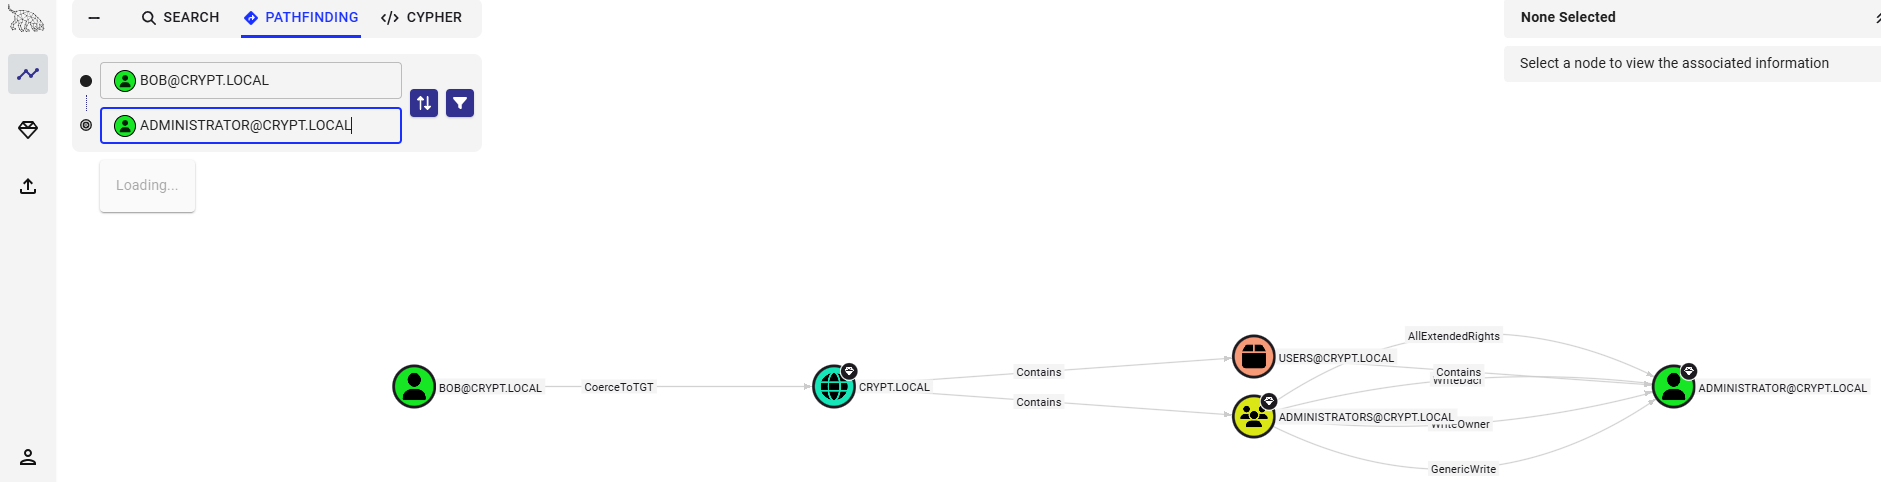 SEARCH PATHFINDING CYPHER
BOB@CRYPT.LOCAL
ADMINISTRATOR@CRYPT.LOCAL
Loading...
None Selected
Select a node to view the associated information
BOB@CRYPT.LOCAL
CoerceToTGT
CRYPT.LOCAL
Contains
Contains
USERS@CRYPT.LOCAL
ADMINISTRATORS@CRYPT.LOCAL
AllExtendedRights
Contains
WriteDacl
WriteOwner
GenericWrite
ADMINISTRATOR@CRYPT.LOCAL